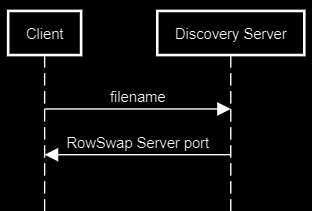 Client
Discovery Server
filename
RowSwap Server port